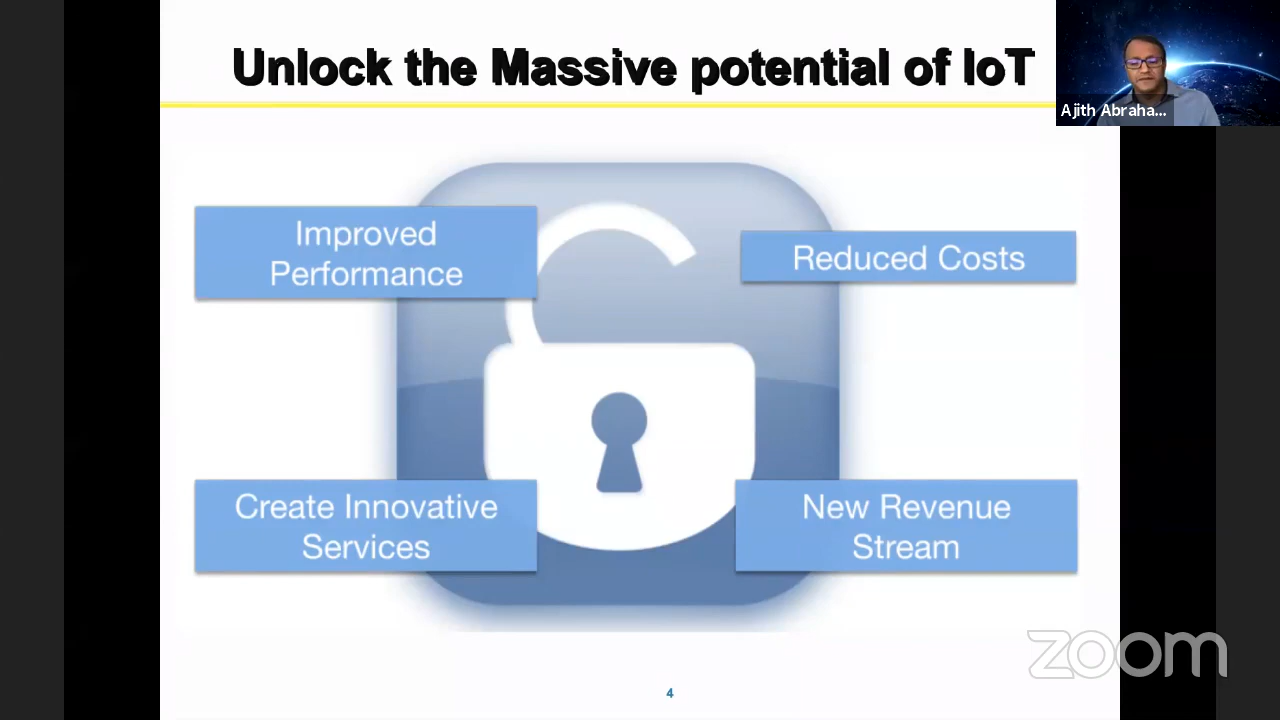 Unlock the Massive potential of IoT
Ajith Abraha...
Improved
Performance
Reduced Costs
Create Innovative
Services
New Revenue
Stream
zoom
4